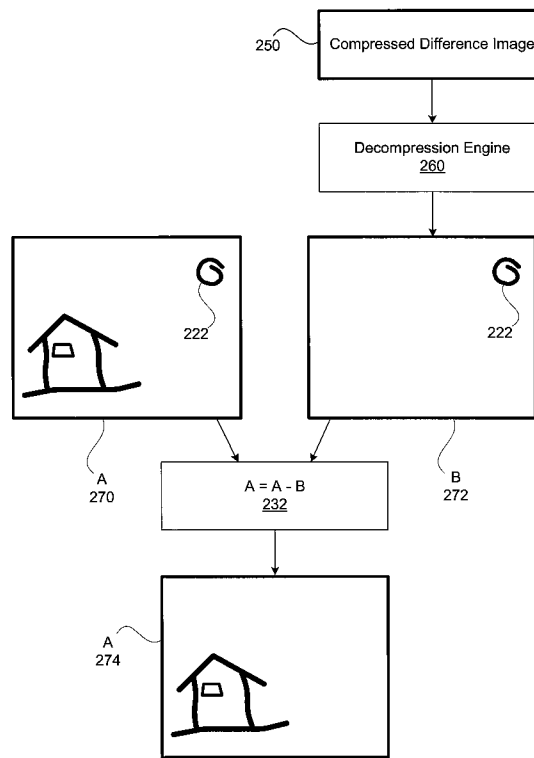 250
Compressed Difference Image
Decompression Engine
260
222
222
A
270
B
272
A = A - B
232
A
274